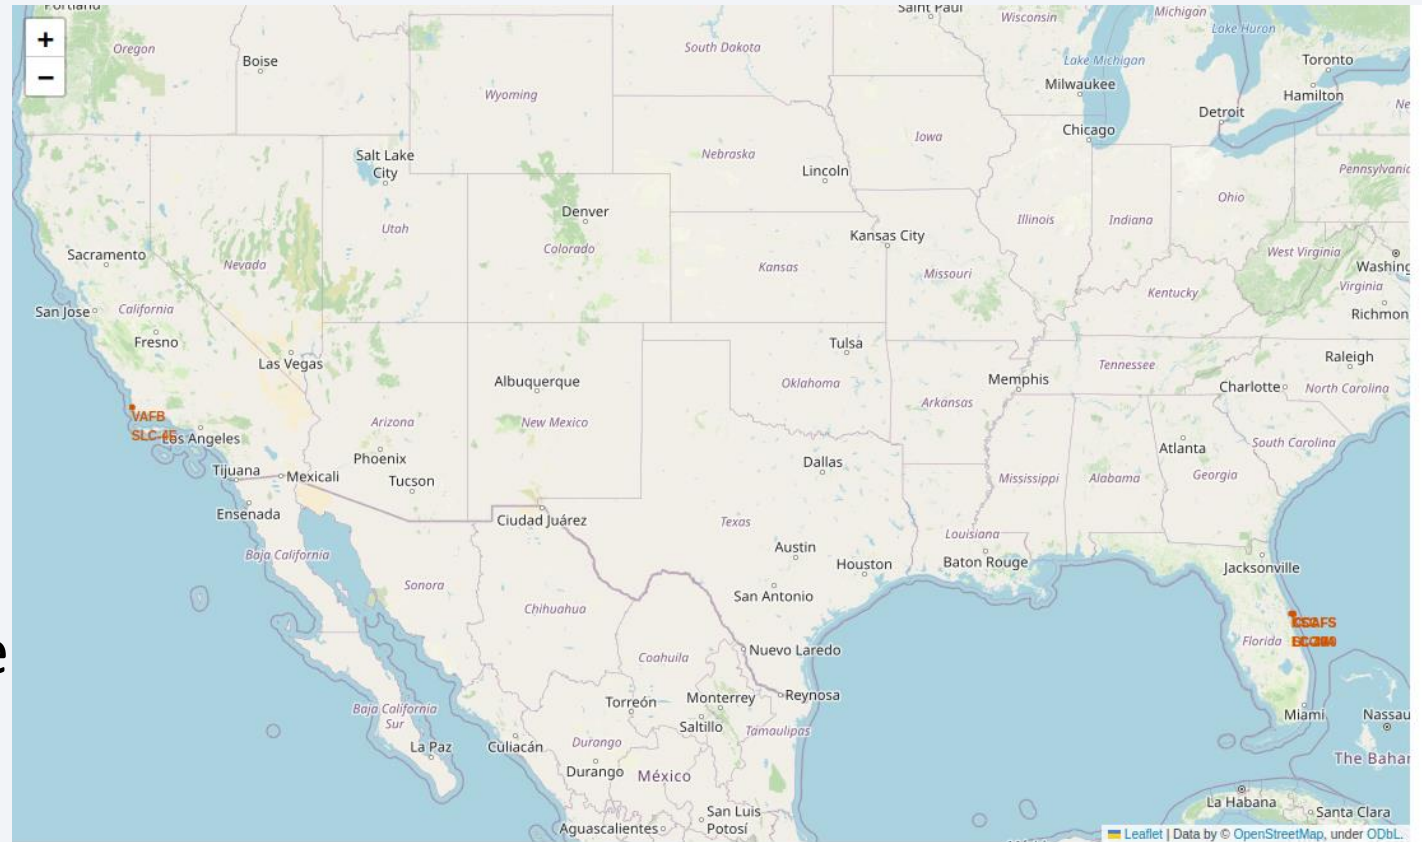 Portland
Saint Paul
Wisconsin
Michigan
+
Lake Huron
Oregon
South Dakota
Boise
Lake Michigan
Toronto
−
Milwaukee
Wyoming
Hamilton
Detroit
Chicago
Iowa
Salt Lake
City
Nebraska
Lincoln
Pennsylvania
Ohio
Denver
Illinois
Indiana
Utah
Kansas City
Colorado
Sacramento
West Virginia
Nevada
Kansas
Missouri
Washing
Virginia
Kentucky
San Jose
California
Richmon
Fresno
Tulsa
Raleigh
Las Vegas
Tennessee
Albuquerque
Oklahoma
Memphis
Charlotte
North Carolina
Arkansas
VAFB
Arizona
New Mexico
SLC-4E
Los Angeles
South Carolina
Atlanta
Phoenix
Dallas
Tijuana
Mexicali
Tucson
Mississippi
Alabama
Georgia
Ensenada
Ciudad Juárez
Texas
Louisiana
Baja California
Austin
Houston
Baton Rouge
Jacksonville
Sonora
San Antonio
Chihuahua
Florida
e
Nuevo Laredo
Coahuila
Torreón
Monterrey
Reynosa
Baja California
Sur
Saltillo
Tamaulipas
Miami
Nassau
La Paz
Culiacán
Durango
The Bahar
Durango
México
La Habana
San Luis
Potosí
Santa Clara
Aguascalientes
Leaflet | Data by © OpenStreetMap, under ODbL.